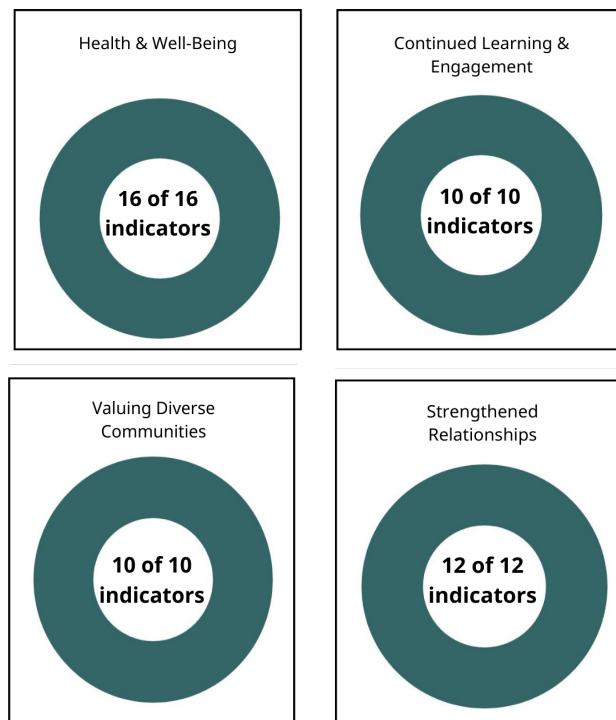 Health & Well-Being
16 of 16
indicators
Continued Learning &
Engagement
10 of 10
indicators
Valuing Diverse
Communities
10 of 10
indicators
Strengthened
Relationships
12 of 12
indicators